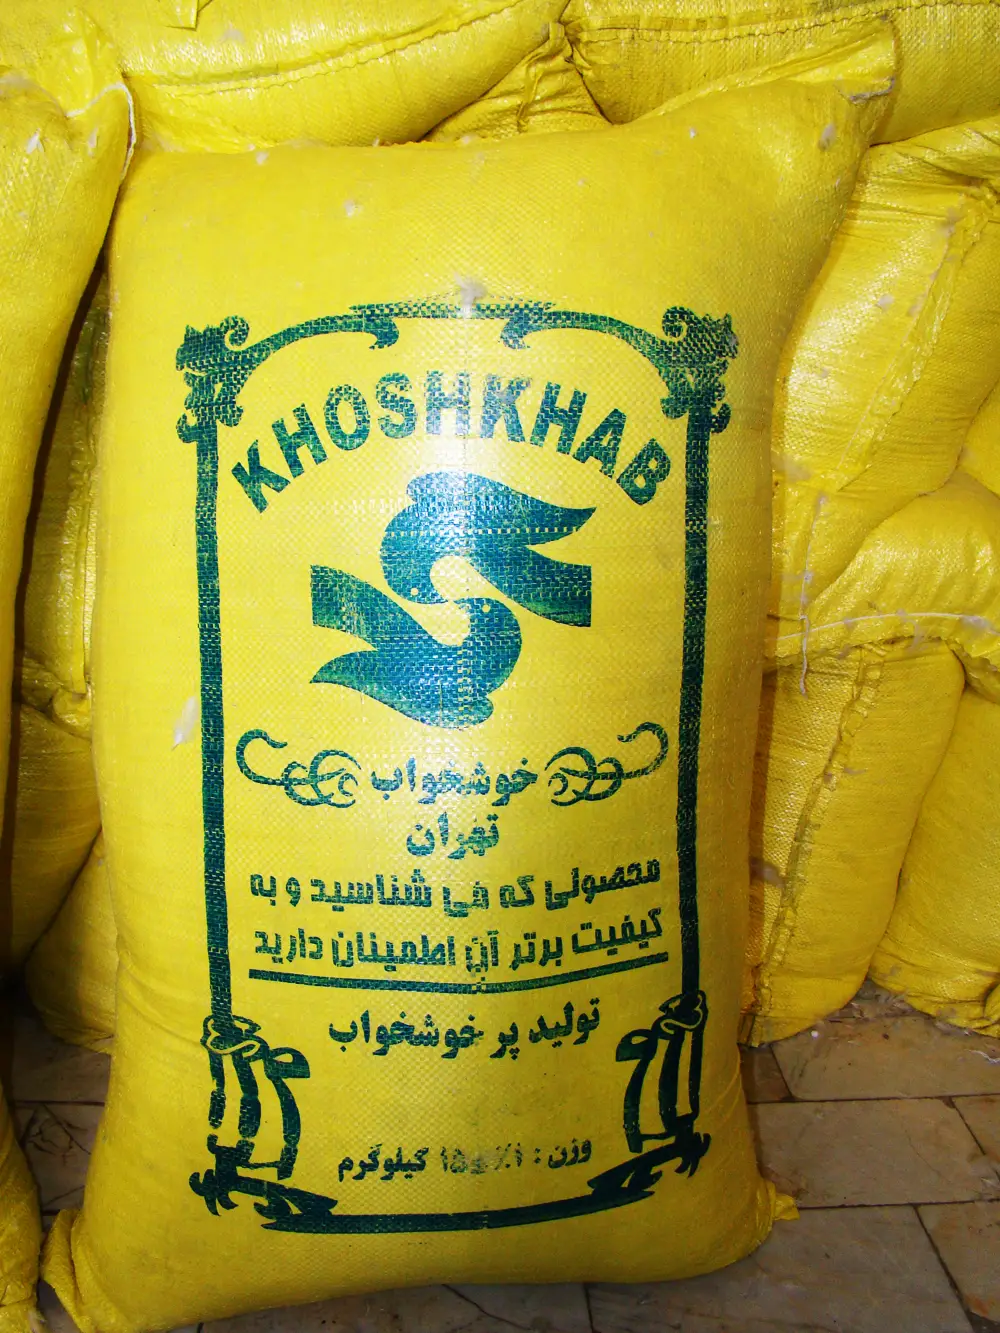 KHOSHKHAB
خوشخواب
تهران
محصولی که می شناسید و به
کیفیت برتر آن اطمینان دارید
تولید پر خوشخواب
وزن : کیلوگرم